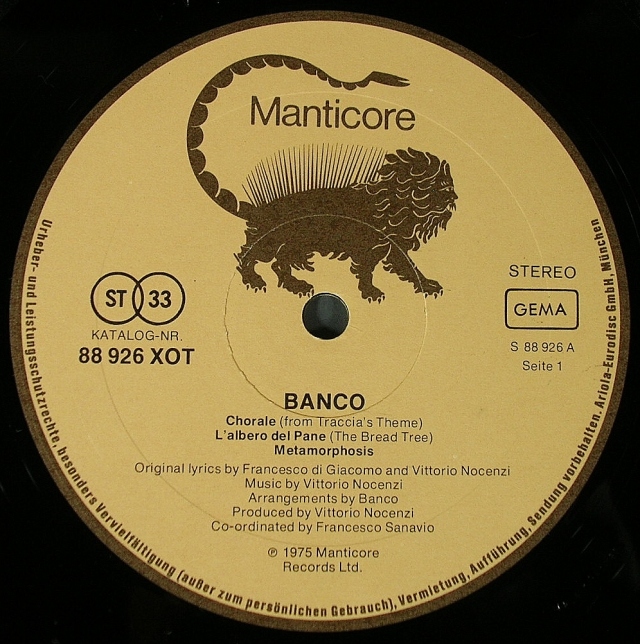 Manticore
ST 33
KATALOG-NR.
88 926 XOT
STEREO
GEMA
S 88 926 A
Seite 1
BANCO
Chorale (from Traccia's Theme)
L'albero del Pane (The Bread Tree)
Metamorphosis
Original lyrics by Francesco di Giacomo and Vittorio Nocenzi
Music by Vittorio Nocenzi
Arrangements by Banco
Produced by Vittorio Nocenzi
Co-ordinated by Francesco Sanavio
℗ 1975 Manticore
Records Ltd.
Urheber- und Leistungsschutzrechte, besonders Vervielfältigung (außer zum persönlichen Gebrauch), Vermietung, Aufführung, Sendung vorbehalten. Ariola-Eurodisc GmbH, München